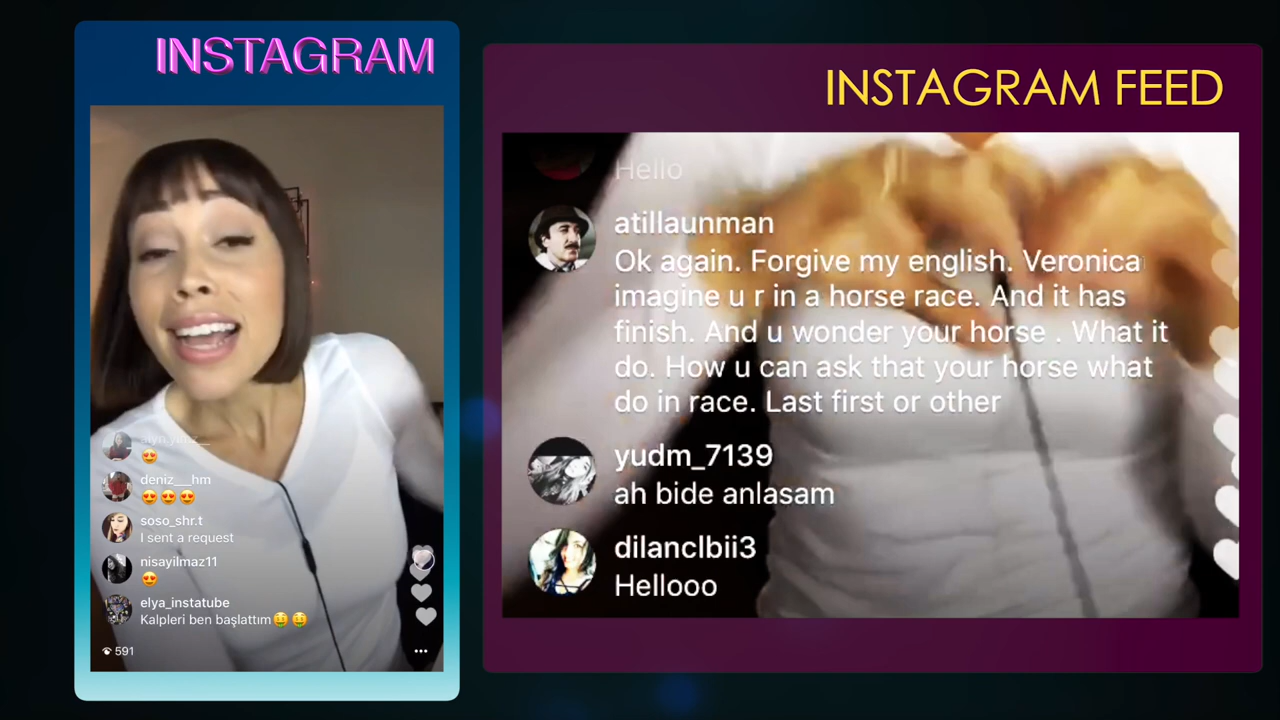 INSTAGRAM
deniz___hm
soso_shr.t
I sent a request
nisayilmaz11
elya_instatube
Kalpleri ben başlattım🤑🤑
591
INSTAGRAM FEED
Hello
atillaunman
Ok again. Forgive my english. Veronica
imagine u r in a horse race. And it has
finish. And u wonder your horse . What it
do. How u can ask that your horse what
do in race. Last first or other
yudm_7139
ah bide anlasam
dilanclbii3
Hellooo